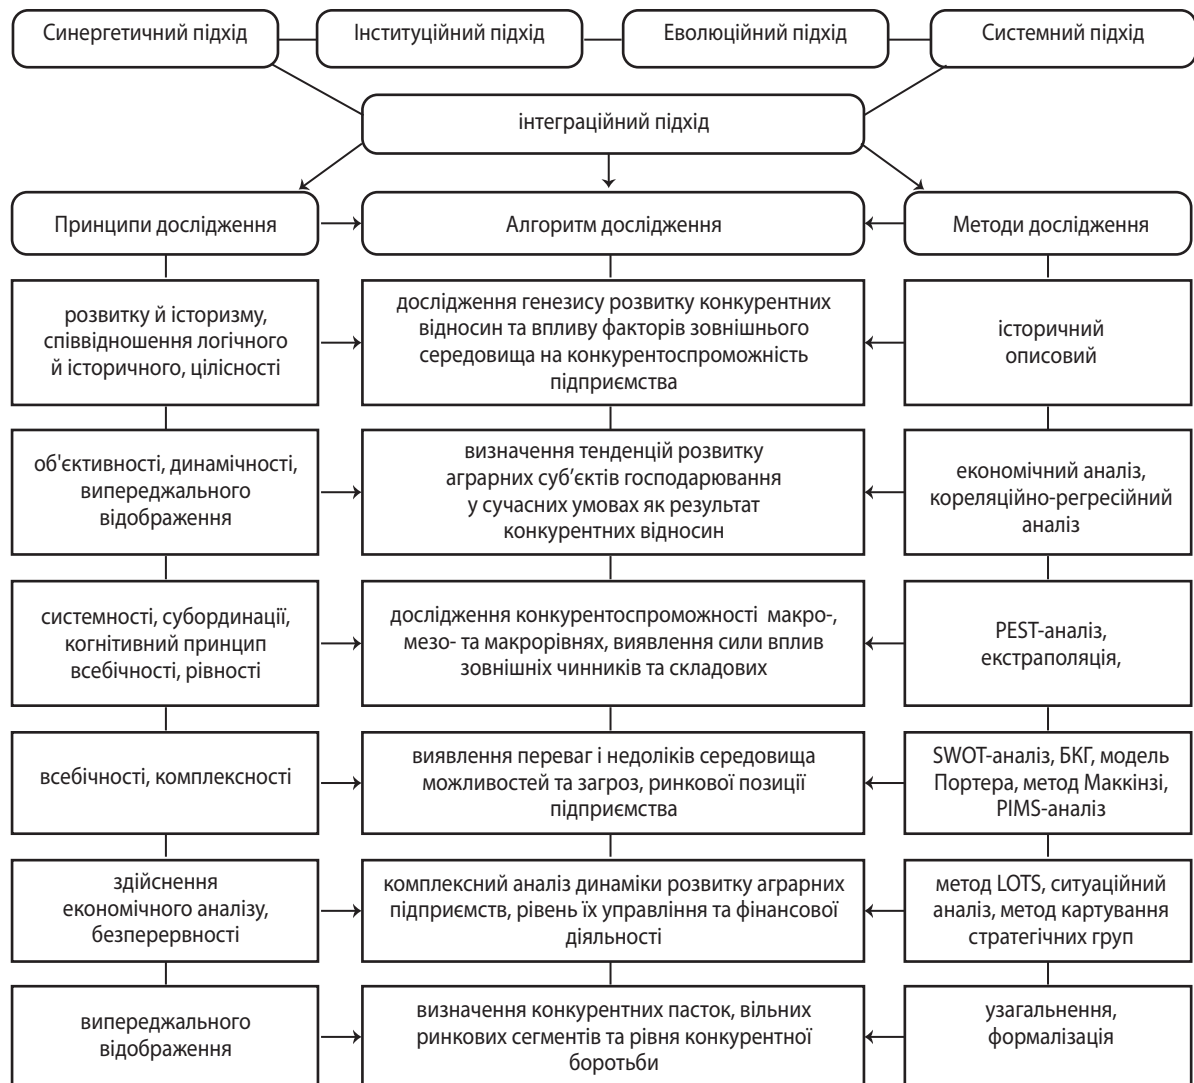 Синергетичний підхід
Інституційний підхід
Еволюційний підхід
Системний підхід
інтеграційний підхід
Принципи дослідження
Алгоритм дослідження
Методи дослідження
розвитку й історизму,
співвідношення логічного
й історичного, цілісності
дослідження генезису розвитку конкурентних
відносин та впливу факторів зовнішнього
середовища на конкурентоспроможність
підприємства
історичний
описовий
об'єктивності, динамічності,
випереджального
відображення
визначення тенденцій розвитку
аграрних суб’єктів господарювання
у сучасних умовах як результат
конкурентних відносин
економічний аналіз,
кореляційно-регресійний
аналіз
системності, субординації,
когнітивний принцип
всебічності, рівності
дослідження конкурентоспроможності макро-,
мезо- та макрорівнях, виявлення сили вплив
зовнішніх чинників та складових
PEST-аналіз,
екстраполяція,
всебічності, комплексності
виявлення переваг і недоліків середовища
можливостей та загроз, ринкової позиції
підприємства
SWOT-аналіз, БКГ, модель
Портера, метод Маккінзі,
PIMS-аналіз
здійснення
економічного аналізу,
безперервності
комплексний аналіз динаміки розвитку аграрних
підприємств, рівень їх управління та фінансової
діяльності
метод LOTS, ситуаційний
аналіз, метод картування
стратегічних груп
випереджального
відображення
визначення конкурентних пасток, вільних
ринкових сегментів та рівня конкурентної
боротьби
узагальнення,
формалізація